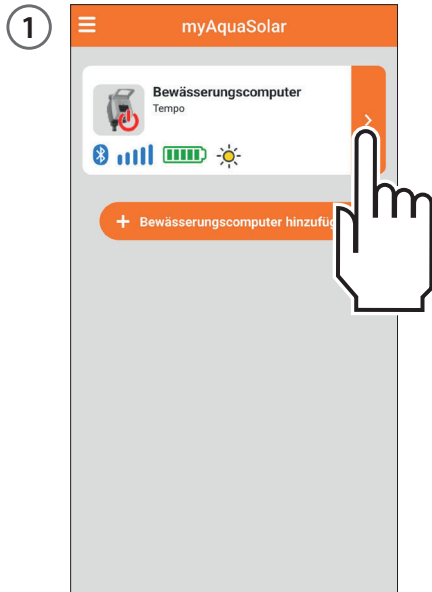 1
myAquaSolar
Bewässerungscomputer
Tempo
+ Bewässerungscomputer hinzufüg